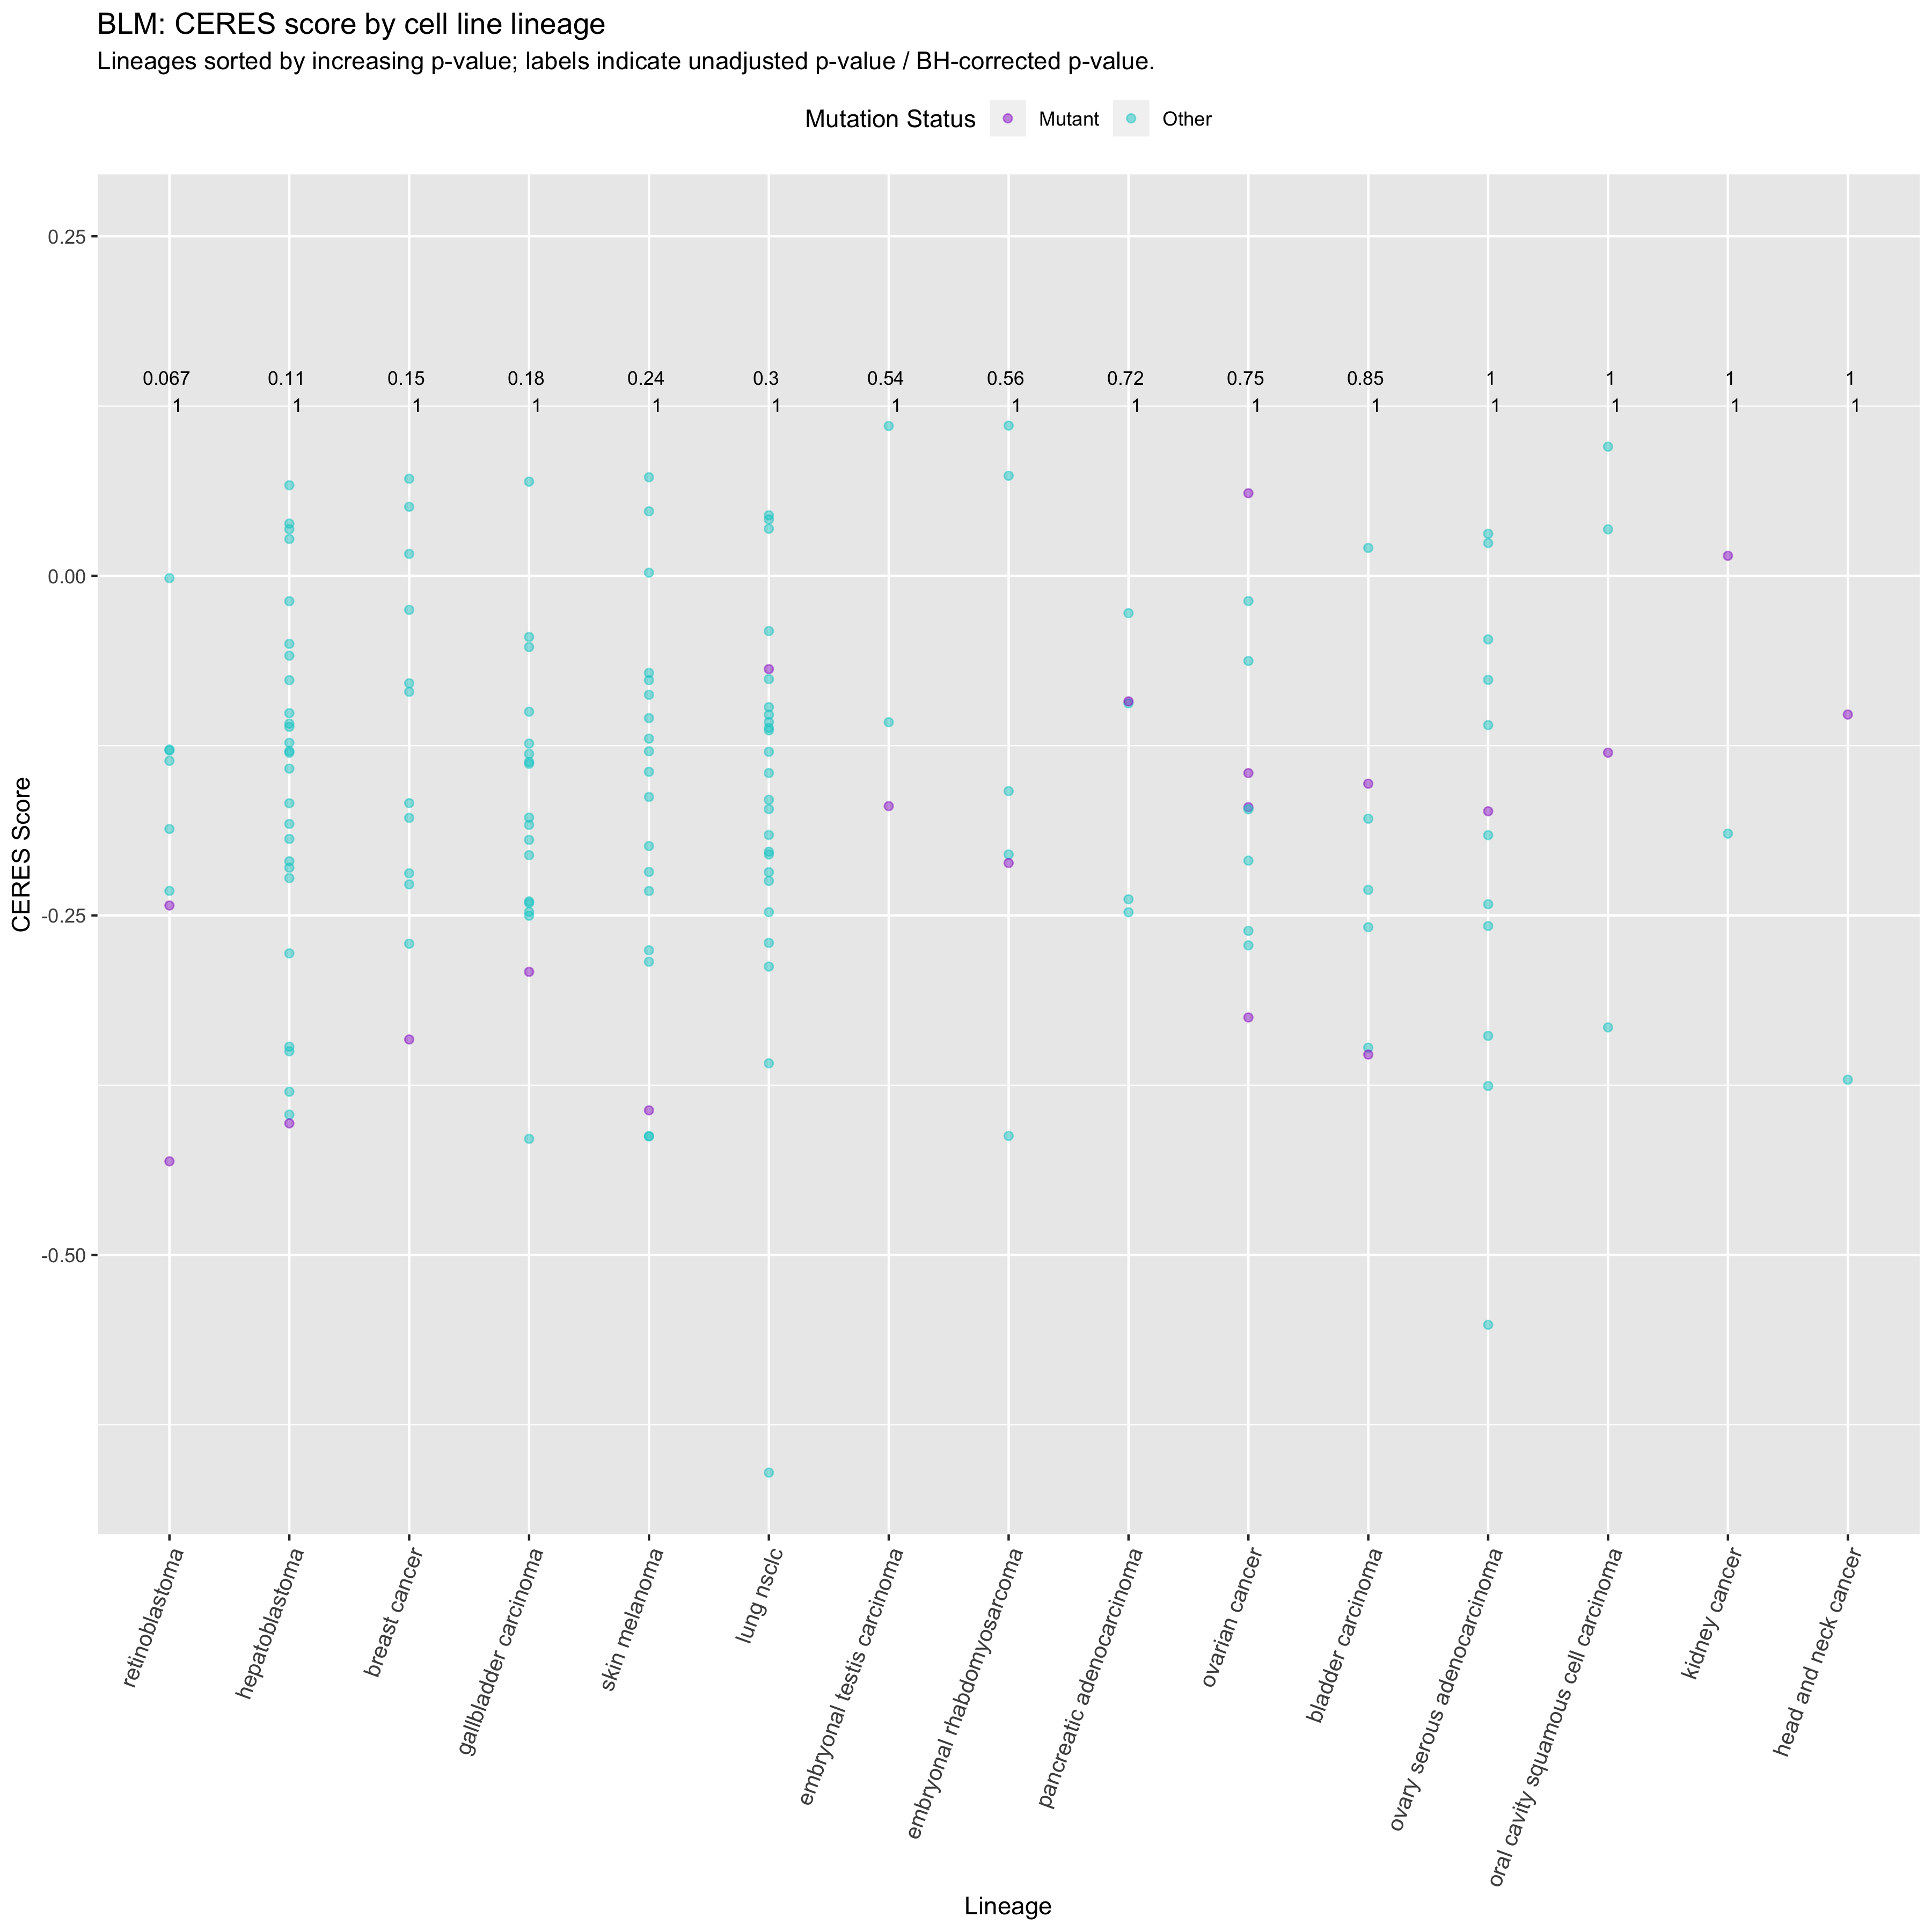 BLM: CERES score by cell line lineage
Lineages sorted by increasing p-value; labels indicate unadjusted p-value / BH-corrected p-value.
Mutation Status Mutant Other
0.25
0.067 0.11 0.15 0.18 0.24 0.3 0.54 0.56 0.72 0.75 0.85 1 1 1 1
1 1 1 1 1 1 1 1 1 1 1 1 1 1 1
0.00
-0.25
-0.50
CERES Score
retinoblastoma
hepatoblastoma
breast cancer
gallbladder carcinoma
skin melanoma
lung nsclc
embryonal testis carcinoma
embryonal rhabdomyosarcoma
pancreatic adenocarcinoma
ovarian cancer
bladder carcinoma
ovary serous adenocarcinoma
oral cavity squamous cell carcinoma
kidney cancer
head and neck cancer
Lineage